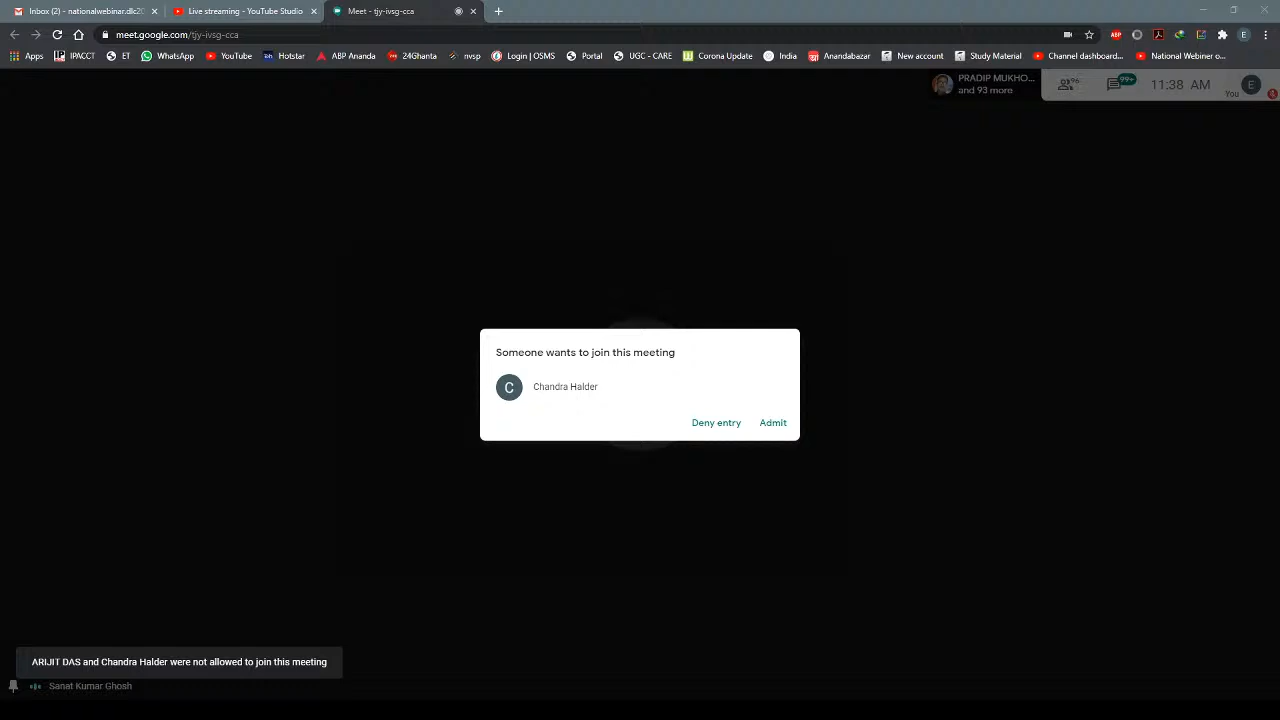 Inbox (2) - nationalwebinar.dlc20
Live streaming - YouTube Studio
Meet - tjy-ivsg-cca
meet.google.com/tjy-ivsg-cca
ABP
E
Apps
IPACCT
ET
WhatsApp
YouTube
Hotstar
ABP Ananda
24Ghanta
nvsp
Login | OSMS
Portal
UGC - CARE
Corona Update
India
Anandabazar
New account
Study Material
Channel dashboard...
National Webiner o...
PRADIP MUKHO...
and 93 more
96
99+
11:38 AM
You
E
Someone wants to join this meeting
C
Chandra Halder
Deny entry
Admit
ARIJIT DAS and Chandra Halder were not allowed to join this meeting
Sanat Kumar Ghosh